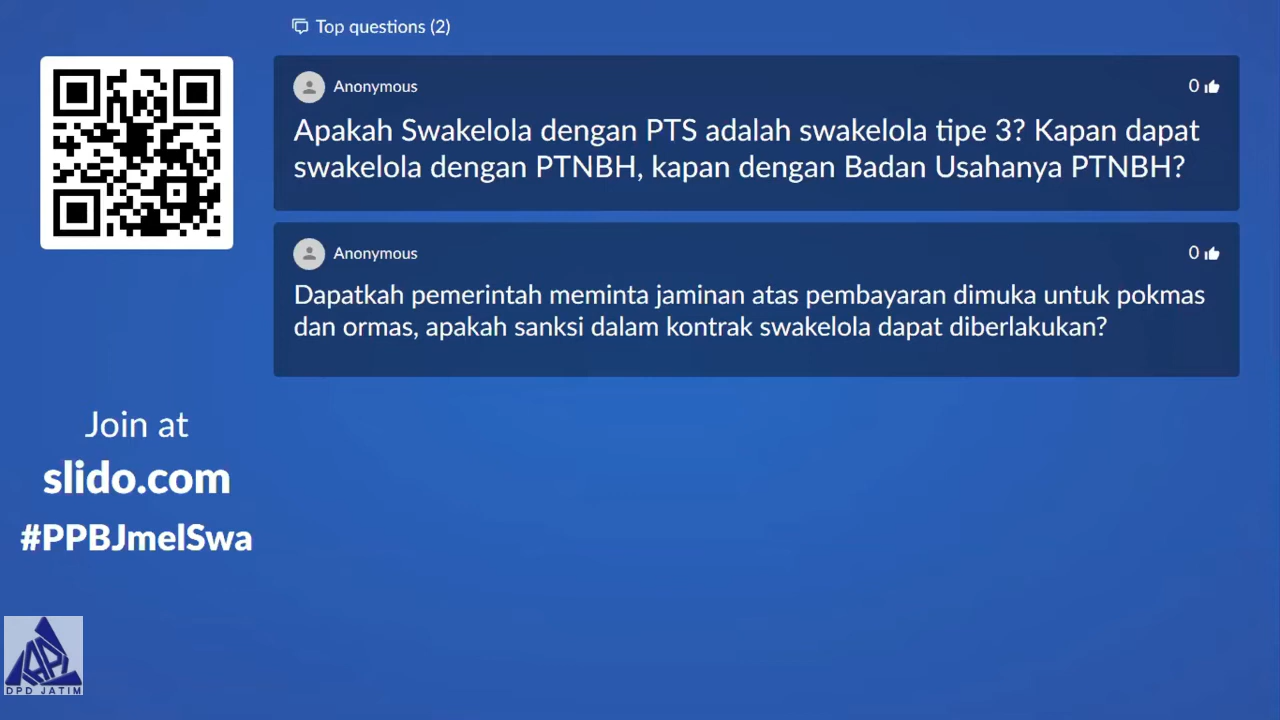 Top questions (2)
Anonymous
0
Apakah Swakelola dengan PTS adalah swakelola tipe 3? Kapan dapat
swakelola dengan PTNBH, kapan dengan Badan Usahanya PTNBH?
Anonymous
0
Dapatkah pemerintah meminta jaminan atas pembayaran dimuka untuk pokmas
dan ormas, apakah sanksi dalam kontrak swakelola dapat diberlakukan?
Join at
slido.com
#PPBJmelSwa
IAPI
DPD JATIM